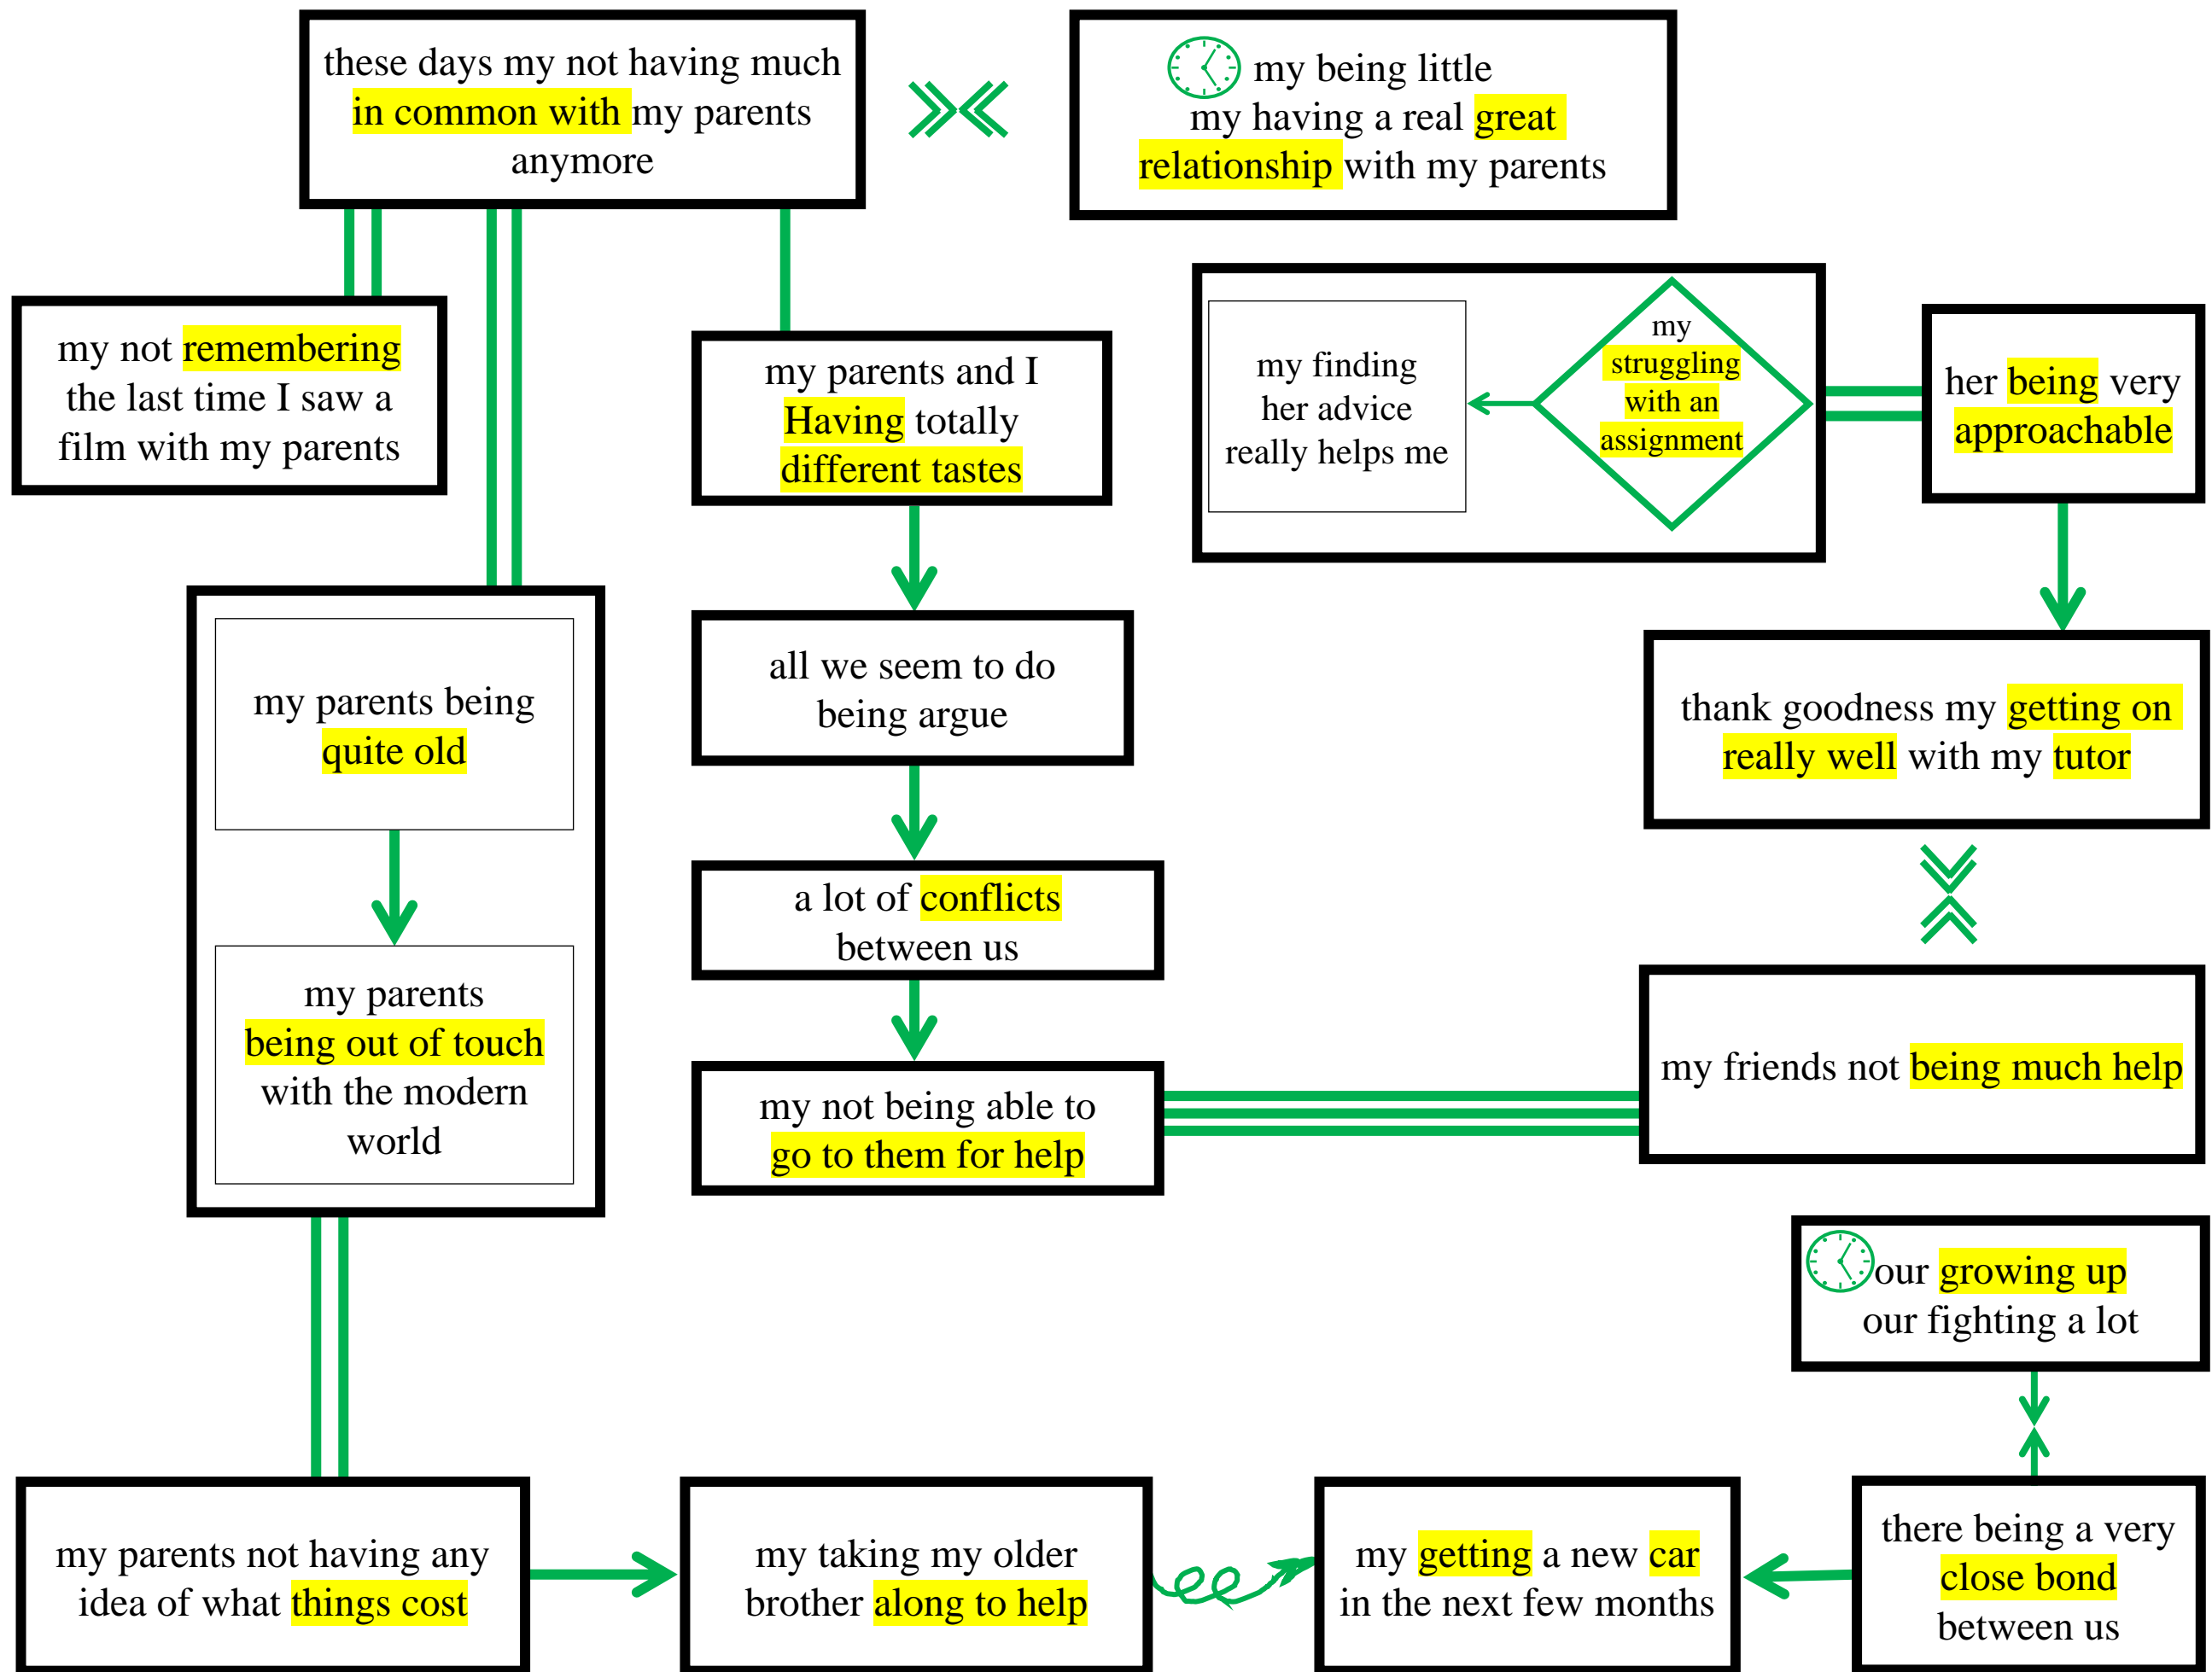 these days my not having much
in common with my parents
anymore
my being little
my having a real great
relationship with my parents
my not remembering
the last time I saw a
film with my parents
my parents and I
Having totally
different tastes
my finding
her advice
really helps me
my
struggling
with an
assignment
her being very
approachable
my parents being
quite old
all we seem to do
being argue
thank goodness my getting on
really well with my tutor
a lot of conflicts
between us
my parents
being out of touch
with the modern
world
my not being able to
go to them for help
my friends not being much help
our growing up
our fighting a lot
my parents not having any
idea of what things cost
my taking my older
brother along to help
my getting a new car
in the next few months
there being a very
close bond
between us